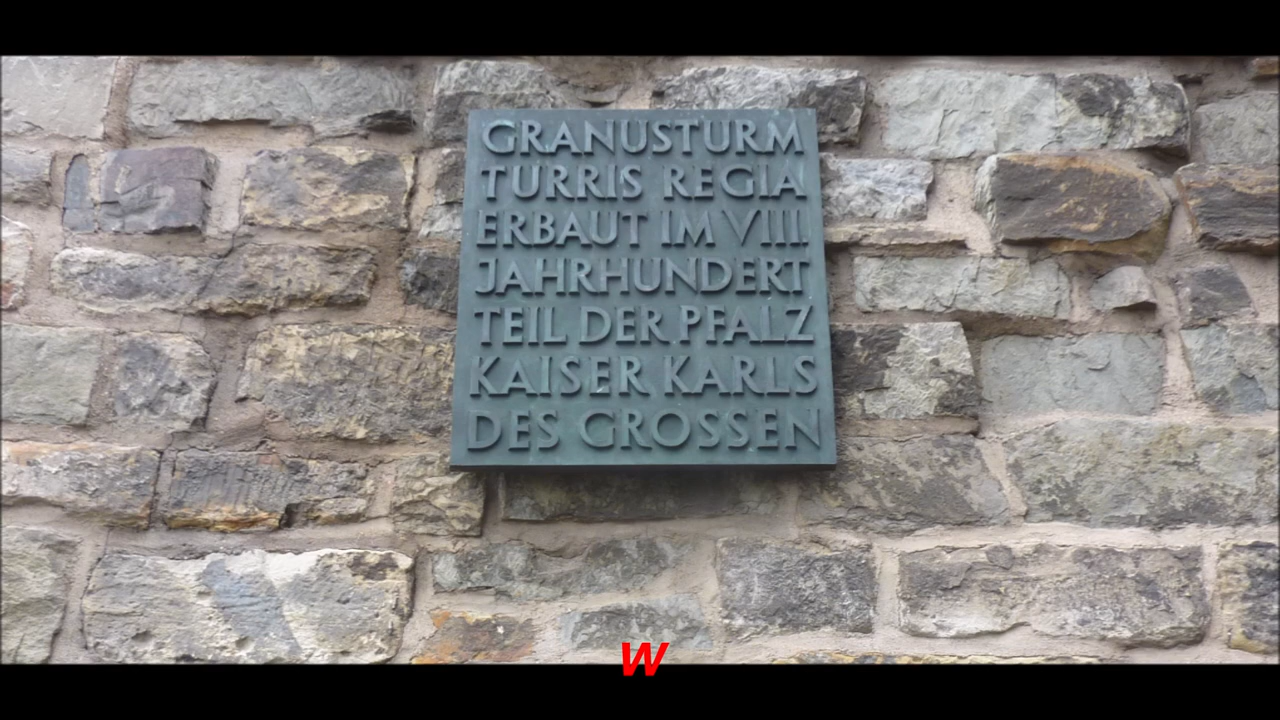 GRANUSTURM
TURRIS REGIA
ERBAUT IM VIII.
JAHRHUNDERT
TEIL DER PFALZ
KAISER KARLS
DES GROSSEN
W